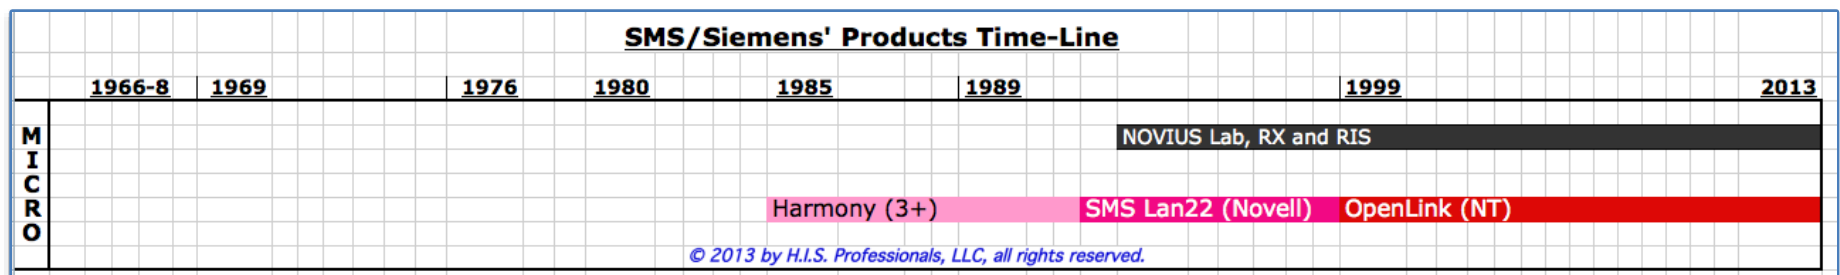 SMS/Siemens' Products Time-Line
1966-8 1969 1976 1980 1985 1989 1999 2013
MICRO
NOVIUS Lab, RX and RIS
Harmony (3+) SMS Lan22 (Novell) OpenLink (NT)
© 2013 by H.I.S. Professionals, LLC, all rights reserved.